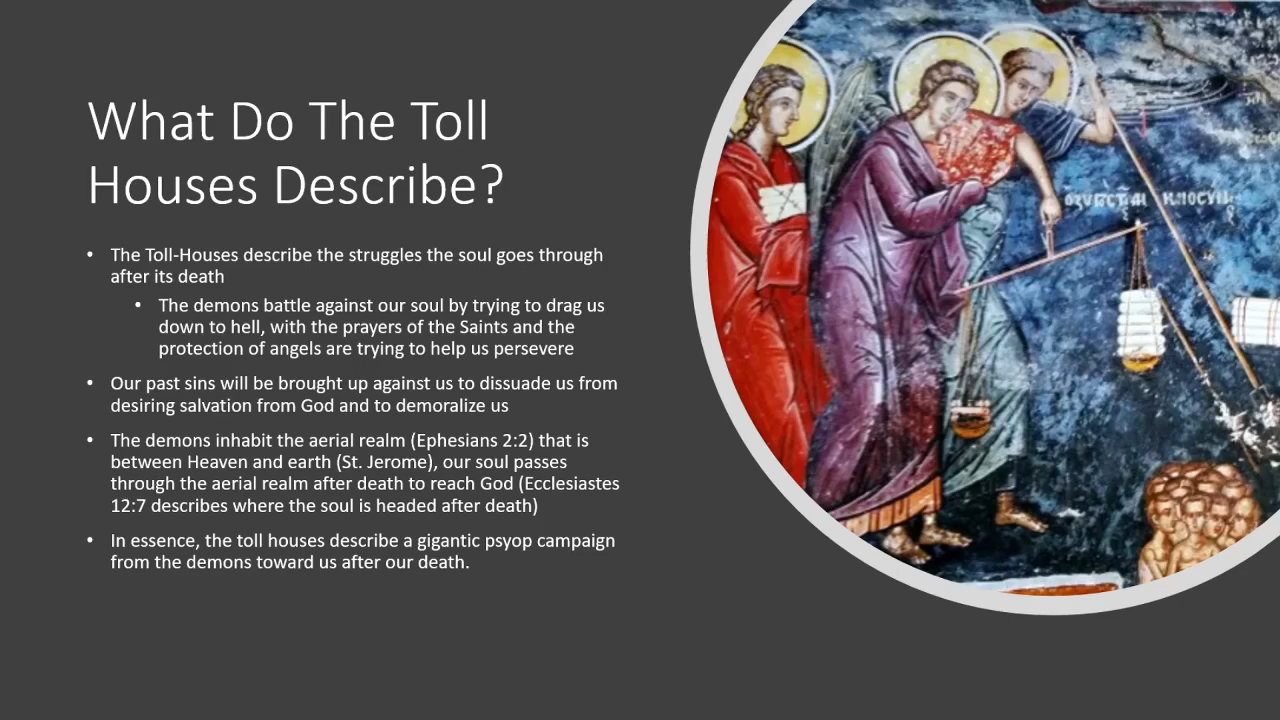 What Do The Toll
Houses Describe?
• The Toll-Houses describe the struggles the soul goes through
after its death
• The demons battle against our soul by trying to drag us
down to hell, with the prayers of the Saints and the
protection of angels are trying to help us persevere
• Our past sins will be brought up against us to dissuade us from
desiring salvation from God and to demoralize us
• The demons inhabit the aerial realm (Ephesians 2:2) that is
between Heaven and earth (St. Jerome), our soul passes
through the aerial realm after death to reach God (Ecclesiastes
12:7 describes where the soul is headed after death)
• In essence, the toll houses describe a gigantic psyop campaign
from the demons toward us after our death.